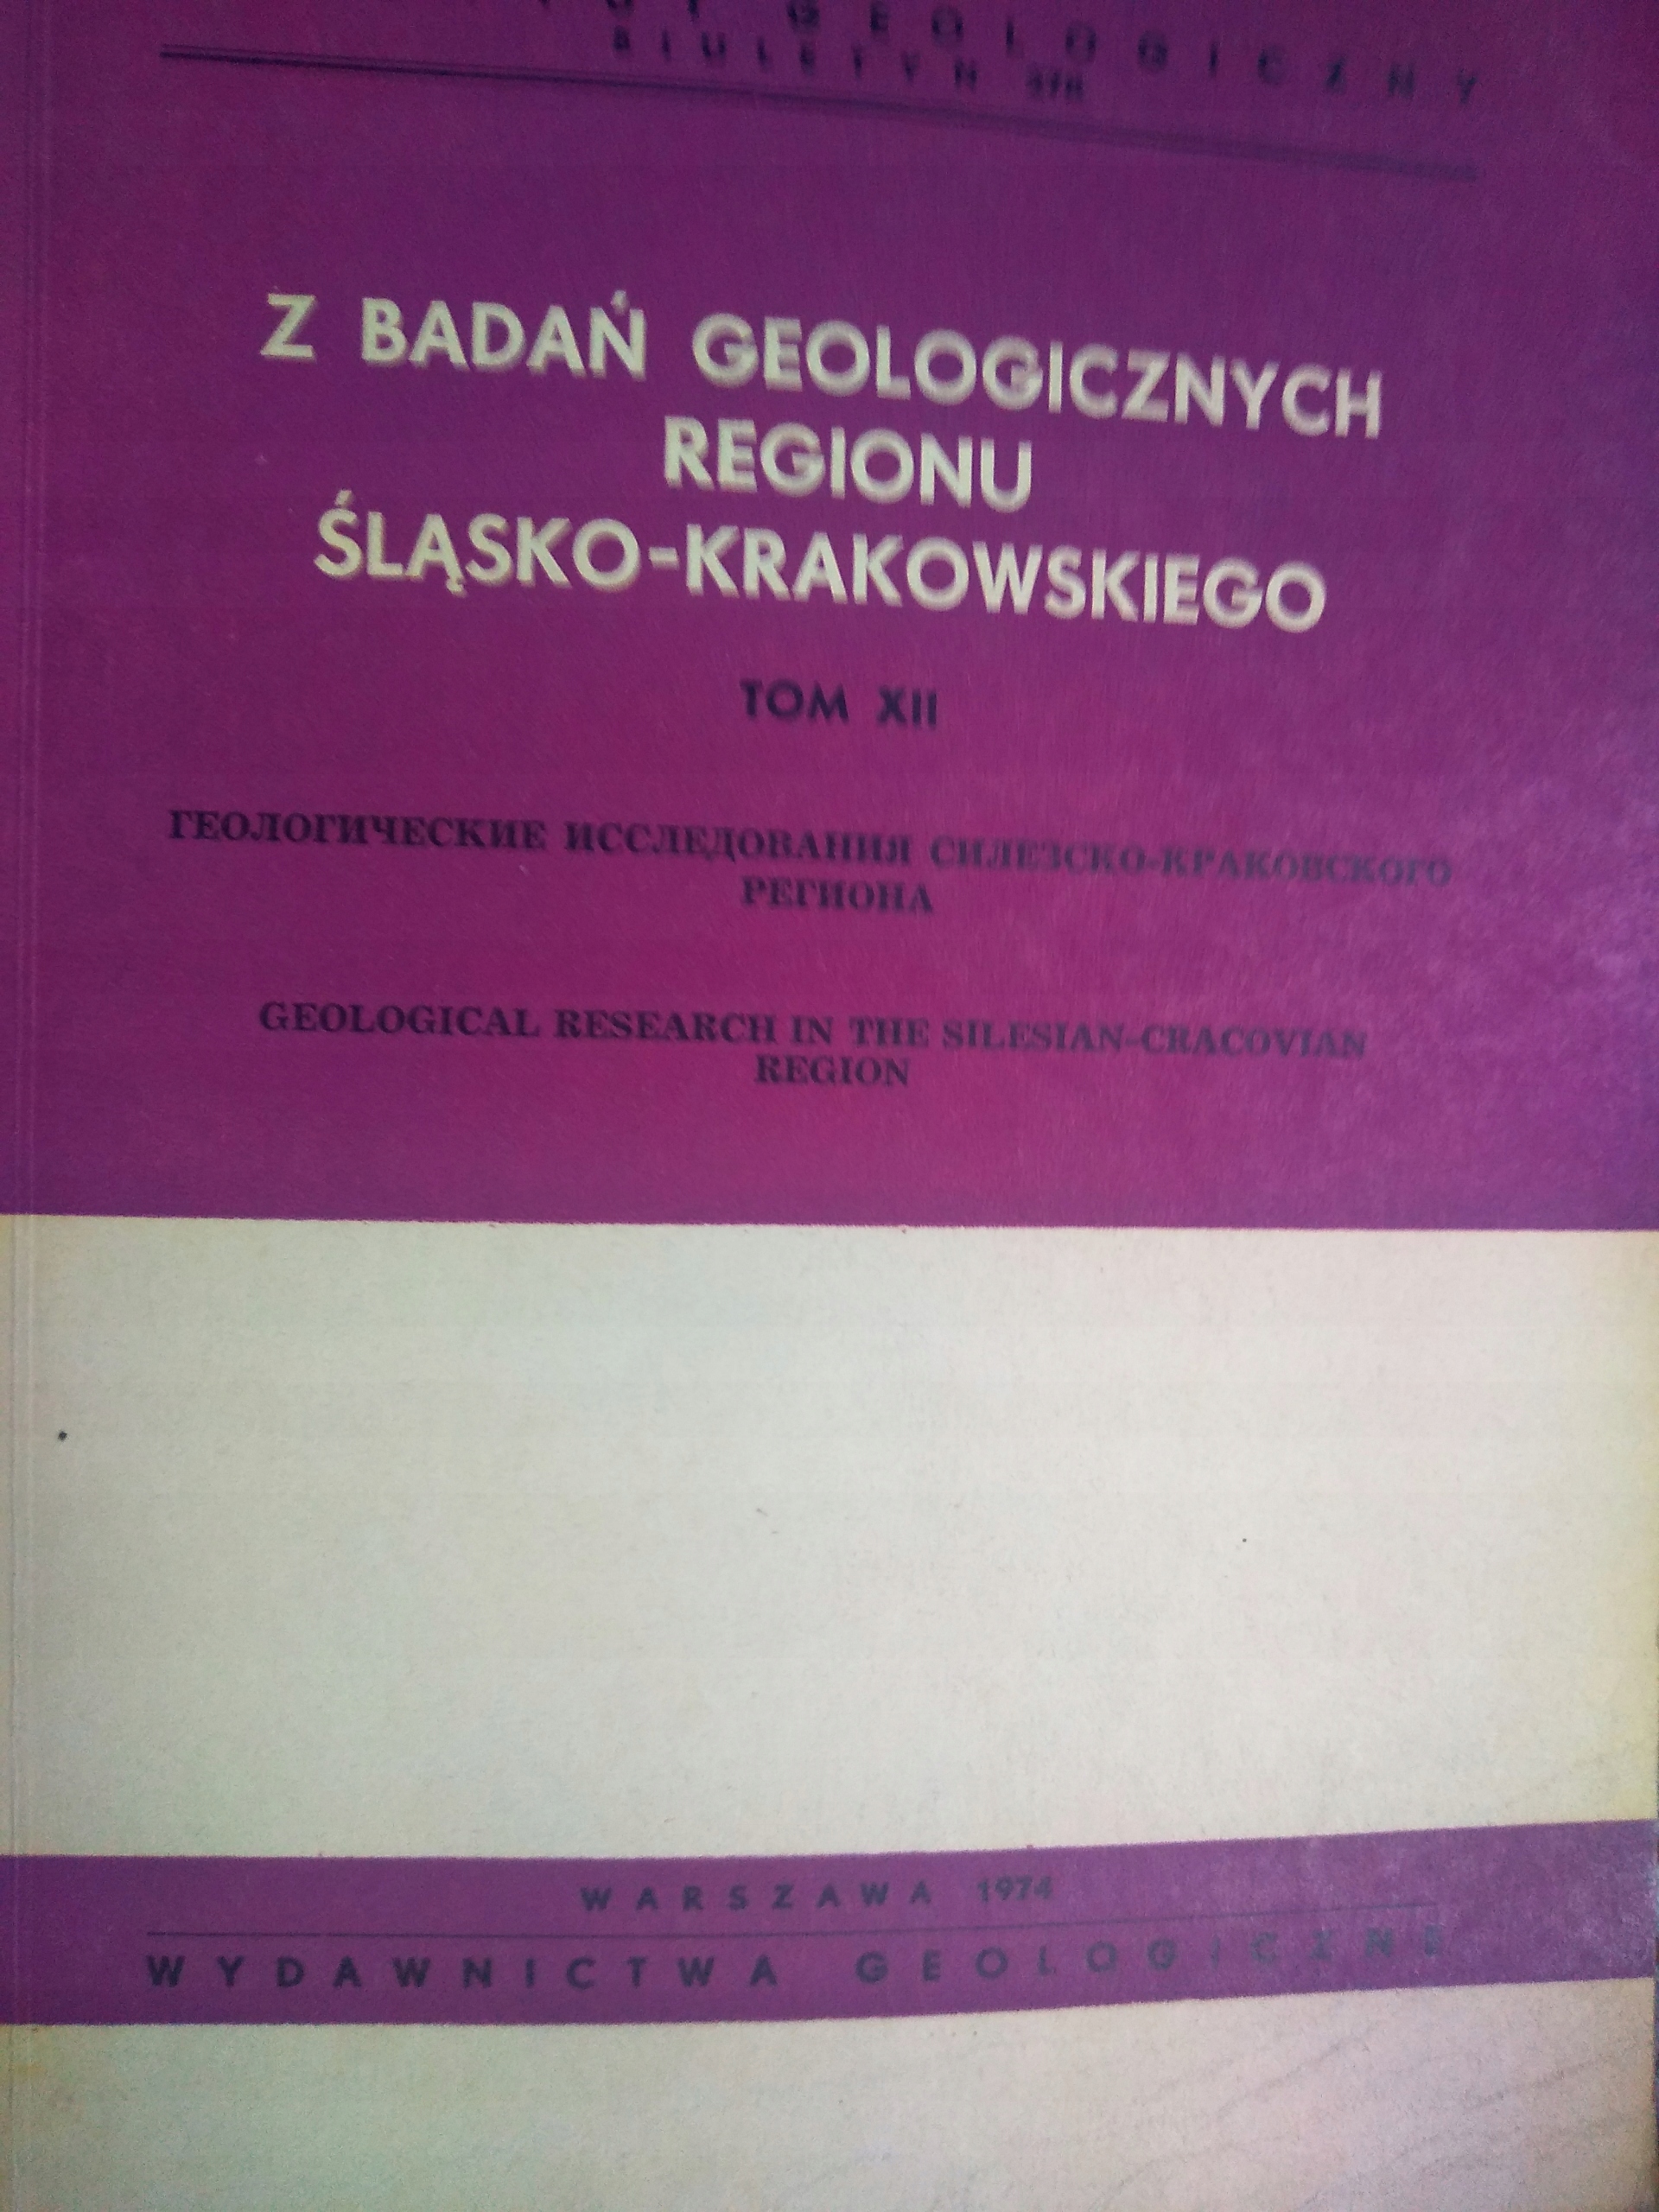 GEOLOGICZNY
BIULETYN
Z BADAŃ GEOLOGICZNYCH
REGIONU
ŚLĄSKO-KRAKOWSKIEGO
TOM XII
ГЕОЛОГИЧЕСКИЕ ИССЛЕДОВАНИЯ СИЛЕЗСКО-КРАКОВСКОГО
РЕГИОНА
GEOLOGICAL RESEARCH IN THE SILESIAN-CRACOVIAN
REGION
WARSZAWA 1974
WYDAWNICTWA GEOLOGICZNE